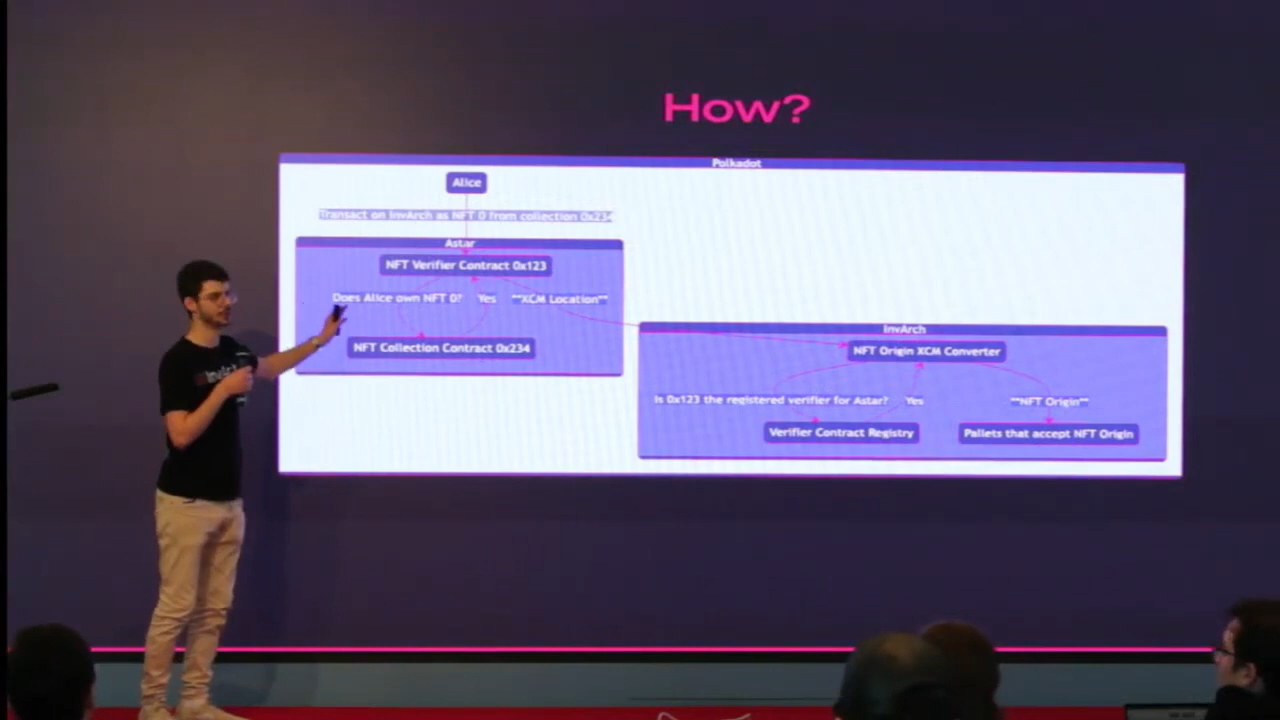 How?
Polkadot
Alice
Transact on InvArch as NFT 0 from collection 0x234
Astar
NFT Verifier Contract 0x123
Does Alice own NFT 0? Yes **XCM Location**
NFT Collection Contract 0x234
InvArch
NFT Origin XCM Converter
Is 0x123 the registered verifier for Astar? Yes **NFT Origin**
Verifier Contract Registry
Pallets that accept NFT Origin